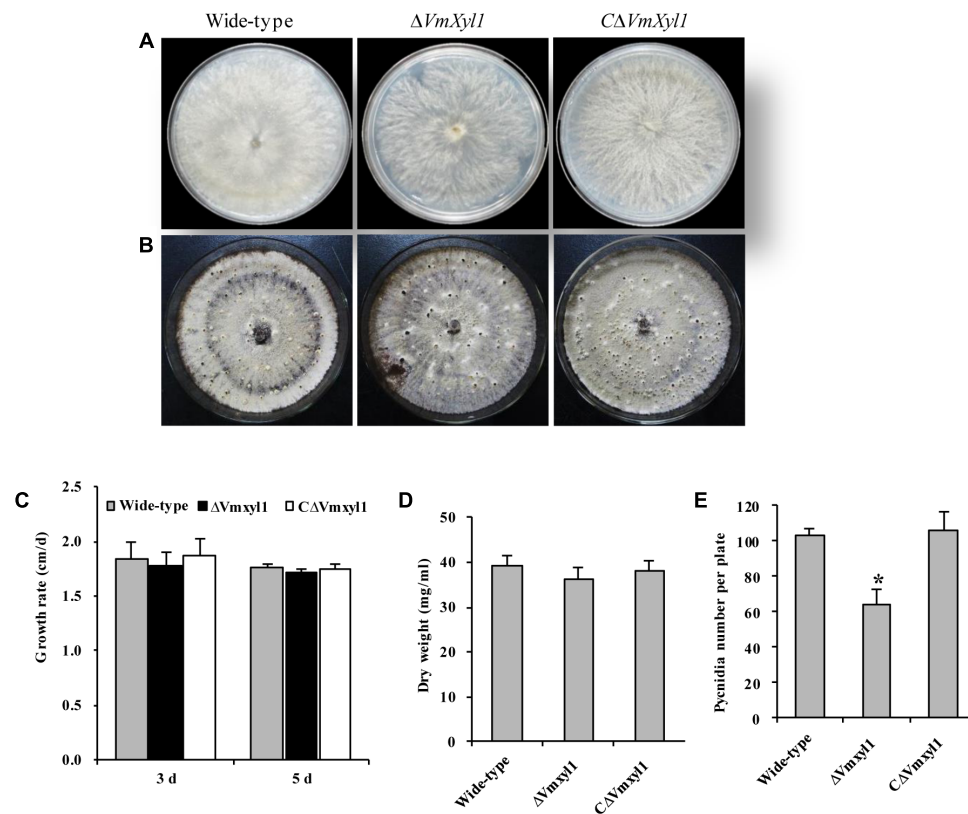 Wide-type ΔVmXyl1 CΔVmXyl1
A
B
C
2.5
2.0
1.5
1.0
0.5
0.0
Growth rate (cm/d)
Wide-type ΔVmxyl1 CΔVmxyl1
3 d 5 d
D
50
40
30
20
10
0
Dry weight (mg/ml)
Wide-type ΔVmxyl1 CΔVmxyl1
E
120
100
80
60
40
20
0
Pycnidia number per plate
*
Wide-type ΔVmxyl1 CΔVmxyl1